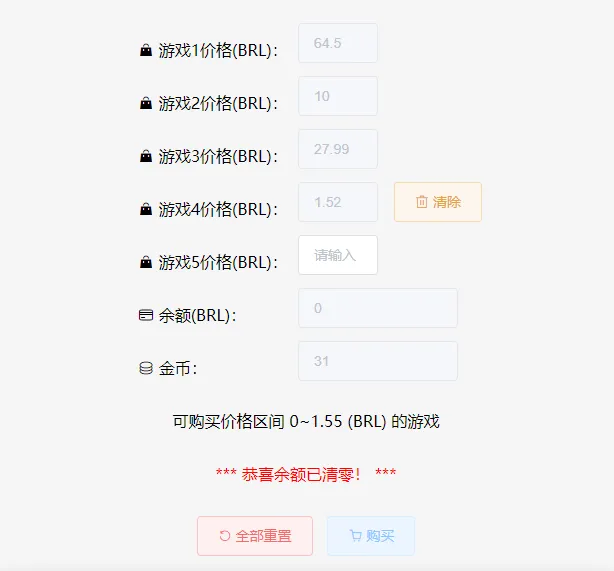 游戏1价格(BRL)： 64.5
游戏2价格(BRL)： 10
游戏3价格(BRL)： 27.99
游戏4价格(BRL)： 1.52 清除
游戏5价格(BRL)： 请输入
余额(BRL)： 0
金币： 31
可购买价格区间 0~1.55 (BRL) 的游戏
*** 恭喜余额已清零！ ***
全部重置 购买